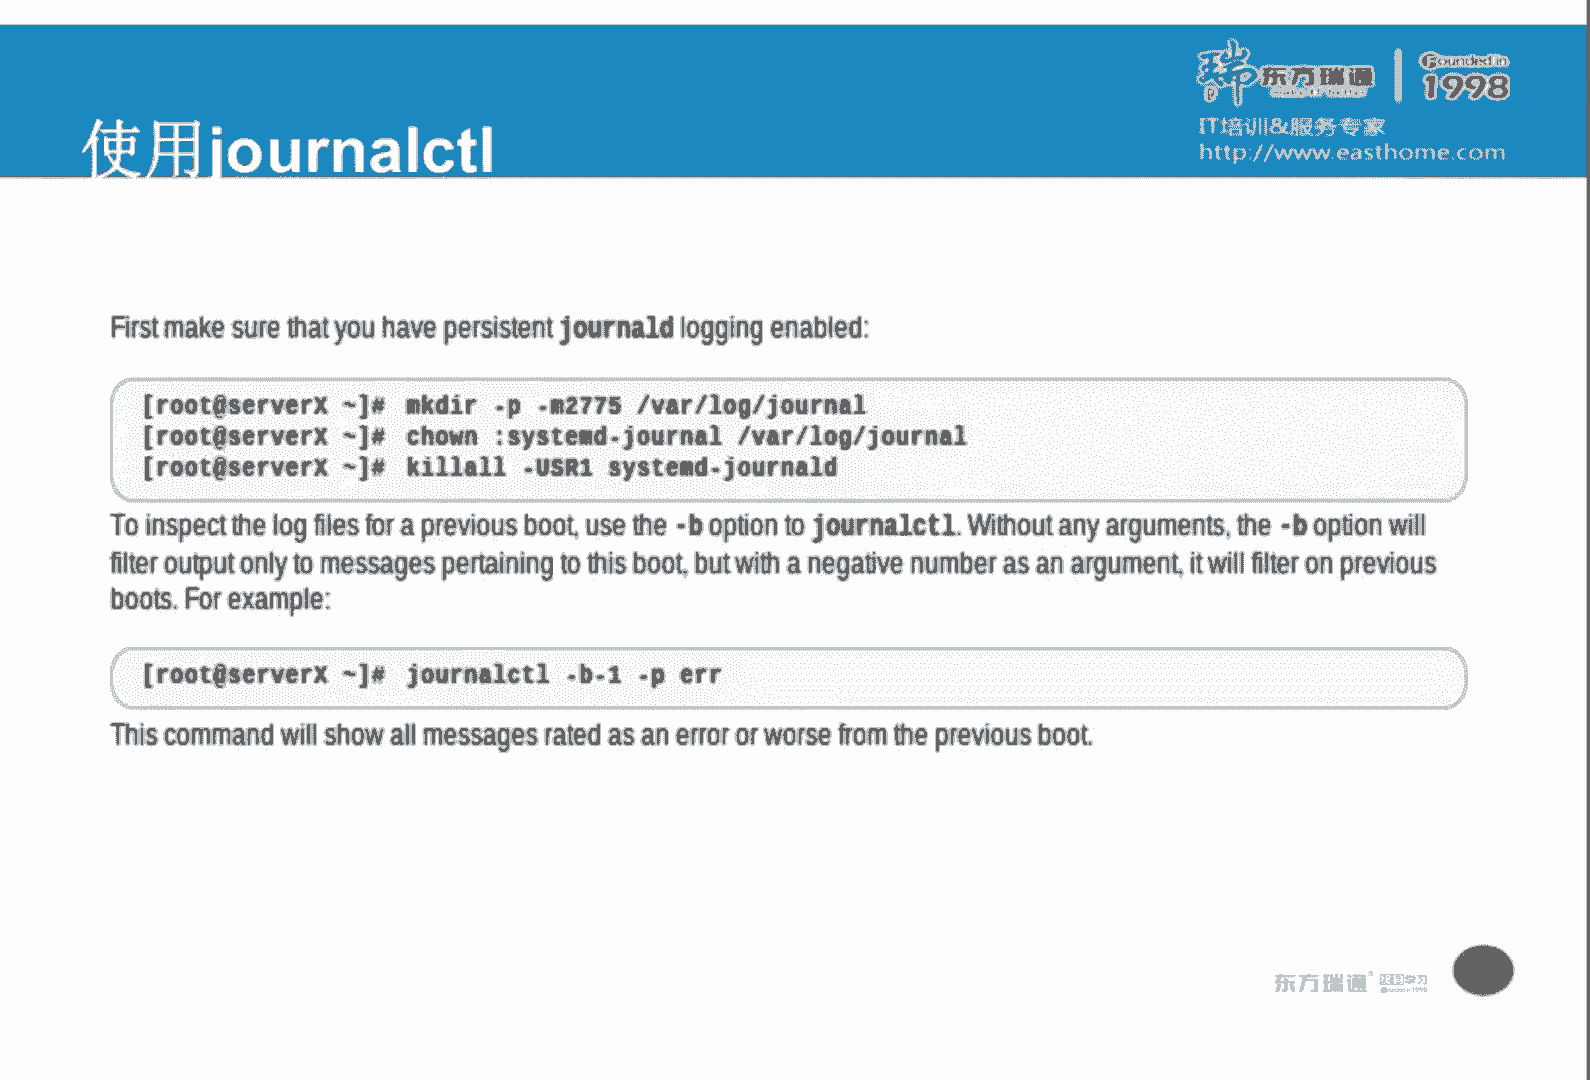 东方瑞通
Founded in
1998
IT培训&服务专家
http://www.easthome.com
使用journalctl
First make sure that you have persistent journald logging enabled:
[root@serverX ~]# mkdir -p -m2775 /var/log/journal
[root@serverX ~]# chown :systemd-journal /var/log/journal
[root@serverX ~]# killall -USR1 systemd-journald
To inspect the log files for a previous boot, use the -b option to journalctl. Without any arguments, the -b option will
filter output only to messages pertaining to this boot, but with a negative number as an argument, it will filter on previous
boots. For example:
[root@serverX ~]# journalctl -b-1 -p err
This command will show all messages rated as an error or worse from the previous boot.
东方瑞通®
学习